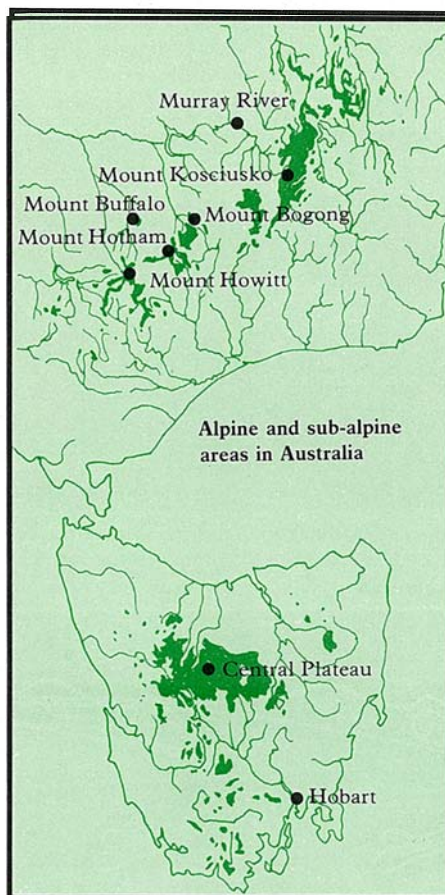 Murray River
Mount Kosciusko
Mount Buffalo
Mount Bogong
Mount Hotham
Mount Howitt
Alpine and sub-alpine
areas in Australia
Central Plateau
Hobart